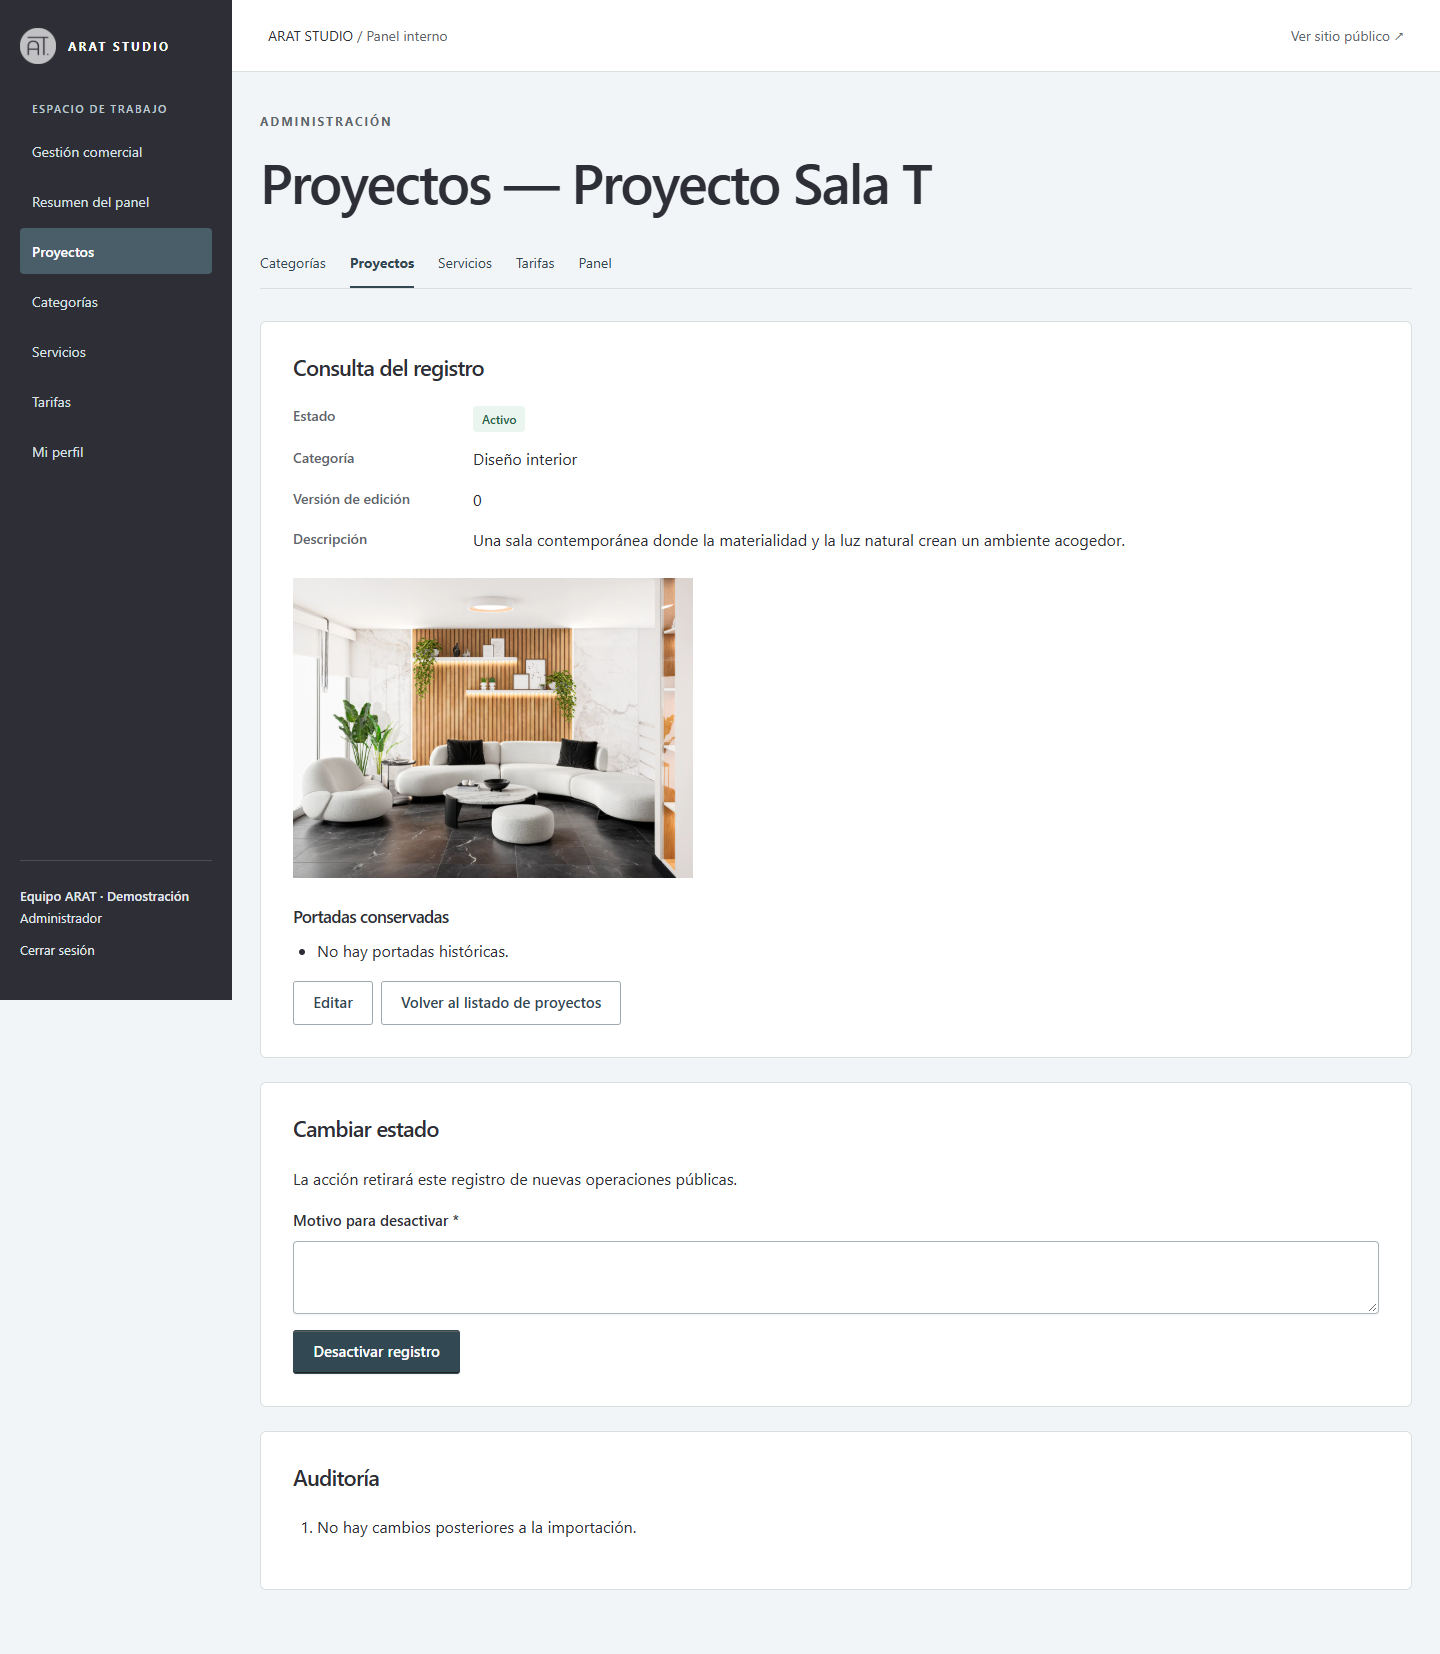 AT.
ARAT STUDIO
ESPACIO DE TRABAJO
Gestión comercial
Resumen del panel
Proyectos
Categorías
Servicios
Tarifas
Mi perfil
Equipo ARAT · Demostración
Administrador
Cerrar sesión
ARAT STUDIO / Panel interno
Ver sitio público ↗
ADMINISTRACIÓN
Proyectos — Proyecto Sala T
Categorías Proyectos Servicios Tarifas Panel
Consulta del registro
Estado Activo
Categoría Diseño interior
Versión de edición 0
Descripción Una sala contemporánea donde la materialidad y la luz natural crean un ambiente acogedor.
Portadas conservadas
• No hay portadas históricas.
Editar Volver al listado de proyectos
Cambiar estado
La acción retirará este registro de nuevas operaciones públicas.
Motivo para desactivar *
Desactivar registro
Auditoría
1. No hay cambios posteriores a la importación.